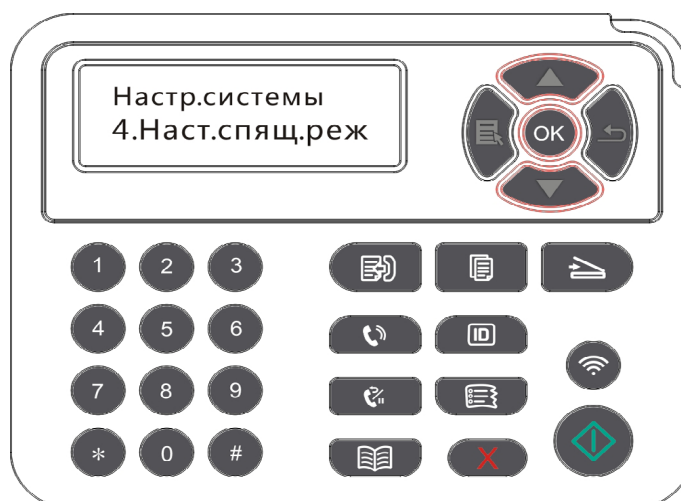 Настр.системы
4.Наст.спящ.реж
OK
1 2 3
4 5 6
ID
7 8 9
* 0 #
X